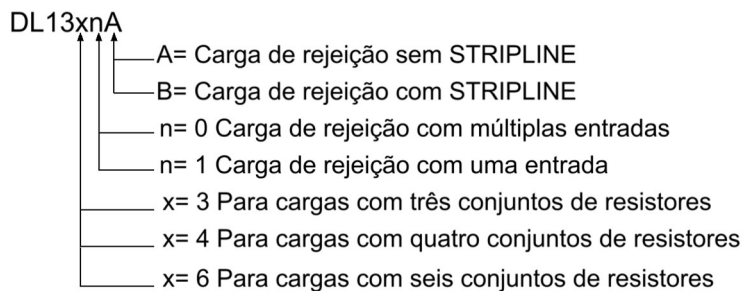 DL13xnA
A= Carga de rejeição sem STRIPLINE
B= Carga de rejeição com STRIPLINE
n= 0 Carga de rejeição com múltiplas entradas
n= 1 Carga de rejeição com uma entrada
x= 3 Para cargas com três conjuntos de resistores
x= 4 Para cargas com quatro conjuntos de resistores
x= 6 Para cargas com seis conjuntos de resistores